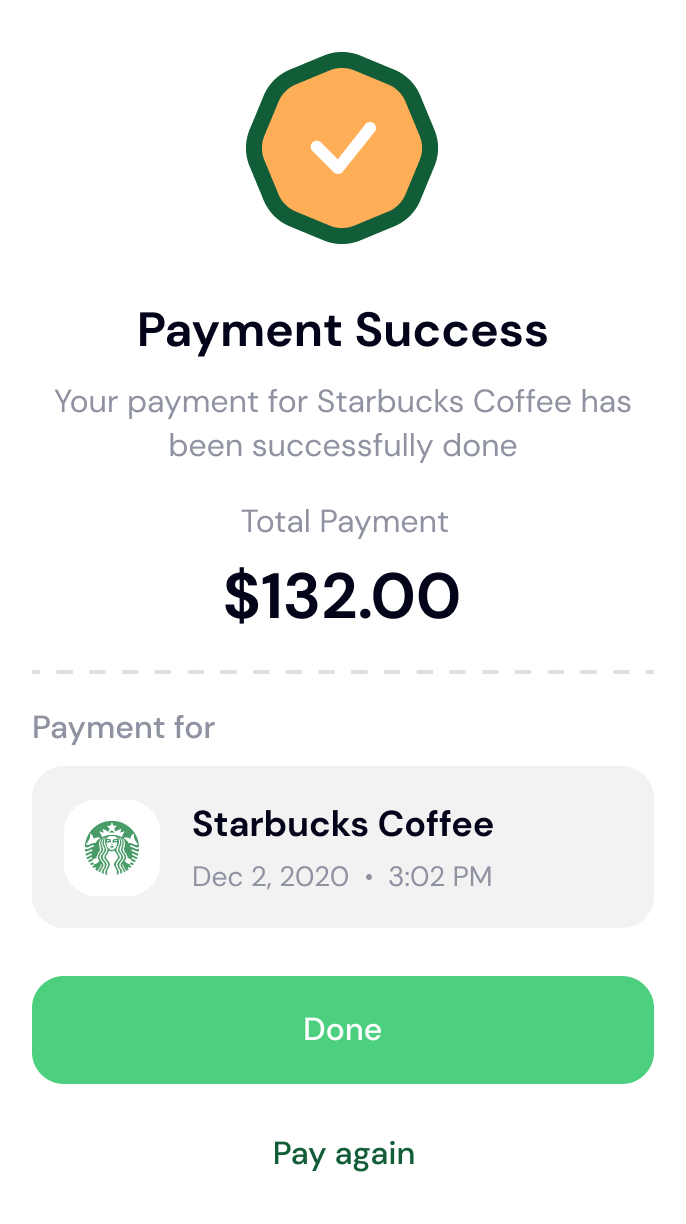 Payment Success
Your payment for Starbucks Coffee has
been successfully done
Total Payment
$132.00
Payment for
Starbucks Coffee
Dec 2, 2020 • 3:02 PM
Done
Pay again